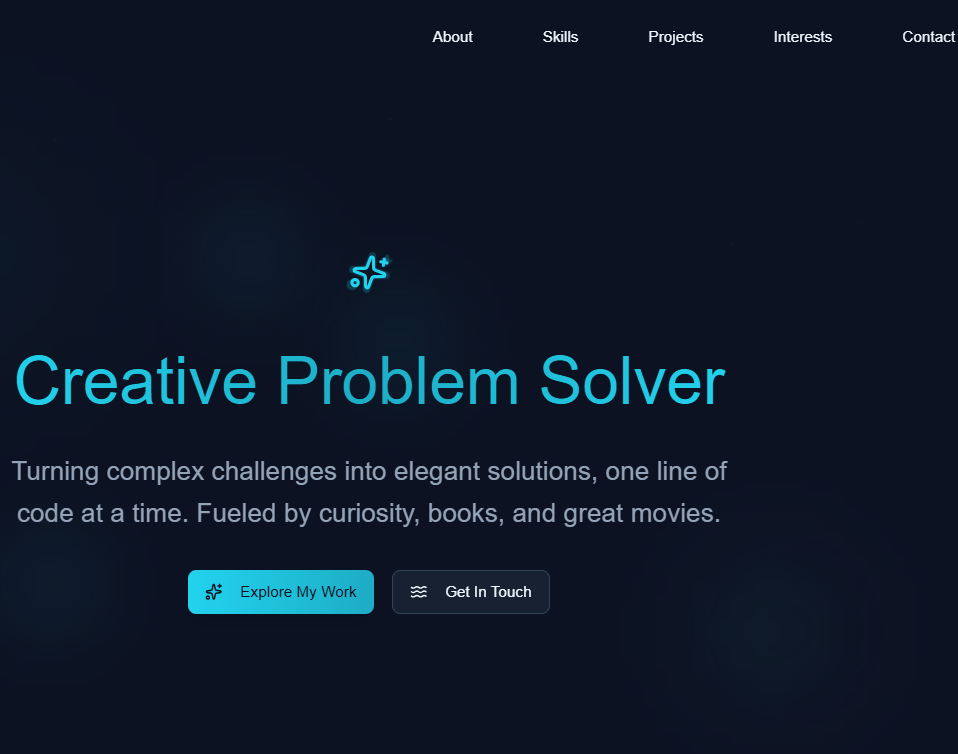 About Skills Projects Interests Contact
Creative Problem Solver
Turning complex challenges into elegant solutions, one line of
code at a time. Fueled by curiosity, books, and great movies.
Explore My Work Get In Touch